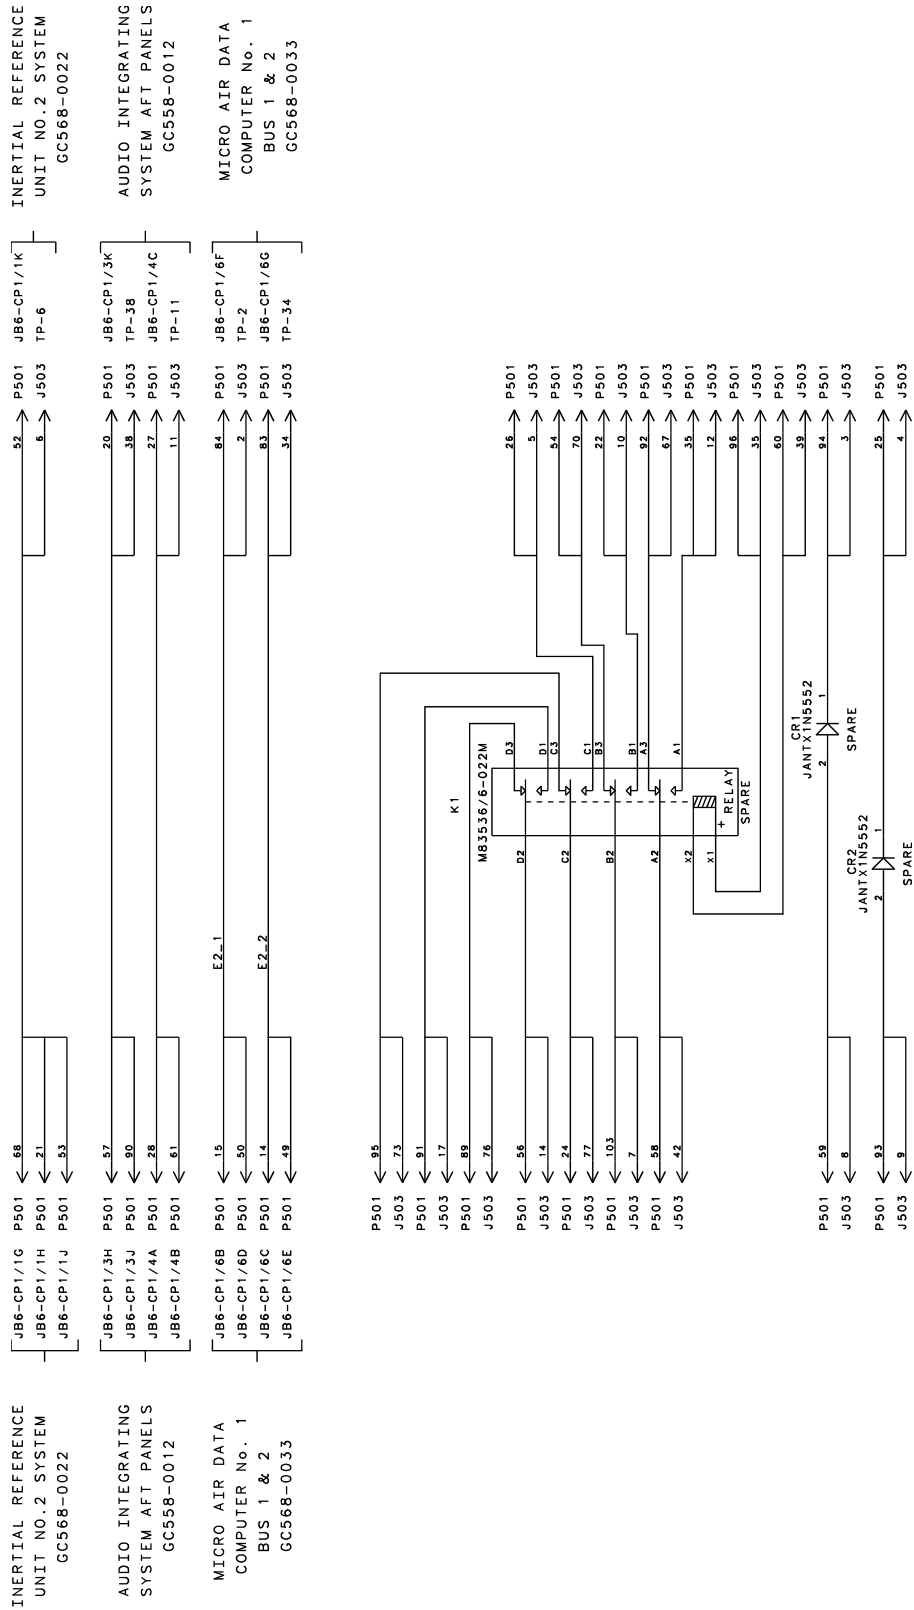 INERTIAL REFERENCE
UNIT NO.2 SYSTEM
GC568-0022
AUDIO INTEGRATING
SYSTEM AFT PANELS
GC558-0012
MICRO AIR DATA
COMPUTER No. 1
BUS 1 & 2
GC568-0033
JB6-CP1/1G P501 68
JB6-CP1/1H P501 21
JB6-CP1/1J P501 53
JB6-CP1/3H P501 57
JB6-CP1/3J P501 90
JB6-CP1/4A P501 28
JB6-CP1/4B P501 61
JB6-CP1/6B P501 15
JB6-CP1/6D P501 50
JB6-CP1/6C P501 14
JB6-CP1/6E P501 49
E2_1
E2_2
52 P501 JB6-CP1/1K
6 J503 TP-6
20 P501 JB6-CP1/3K
38 J503 TP-38
27 P501 JB6-CP1/4C
11 J503 TP-11
84 P501 JB6-CP1/6F
2 J503 TP-2
83 P501 JB6-CP1/6G
34 J503 TP-34
INERTIAL REFERENCE
UNIT NO.2 SYSTEM
GC568-0022
AUDIO INTEGRATING
SYSTEM AFT PANELS
GC558-0012
MICRO AIR DATA
COMPUTER No. 1
BUS 1 & 2
GC568-0033
P501 95
J503 73
P501 91
J503 17
P501 89
J503 76
P501 56
J503 14
P501 24
J503 77
P501 103
J503 7
P501 58
J503 42
K1
M83536/6-022M
D2
C2
B2
A2
X2
X1
D3
D1
C3
C1
B3
B1
A3
A1
+ RELAY
SPARE
26 P501
5 J503
54 P501
70 J503
22 P501
10 J503
92 P501
67 J503
35 P501
12 J503
96 P501
35 J503
60 P501
39 J503
94 P501
3 J503
25 P501
4 J503
P501 59
J503 8
CR1
JANTX1N5552
2 1
SPARE
P501 93
J503 9
CR2
JANTX1N5552
2 1
SPARE